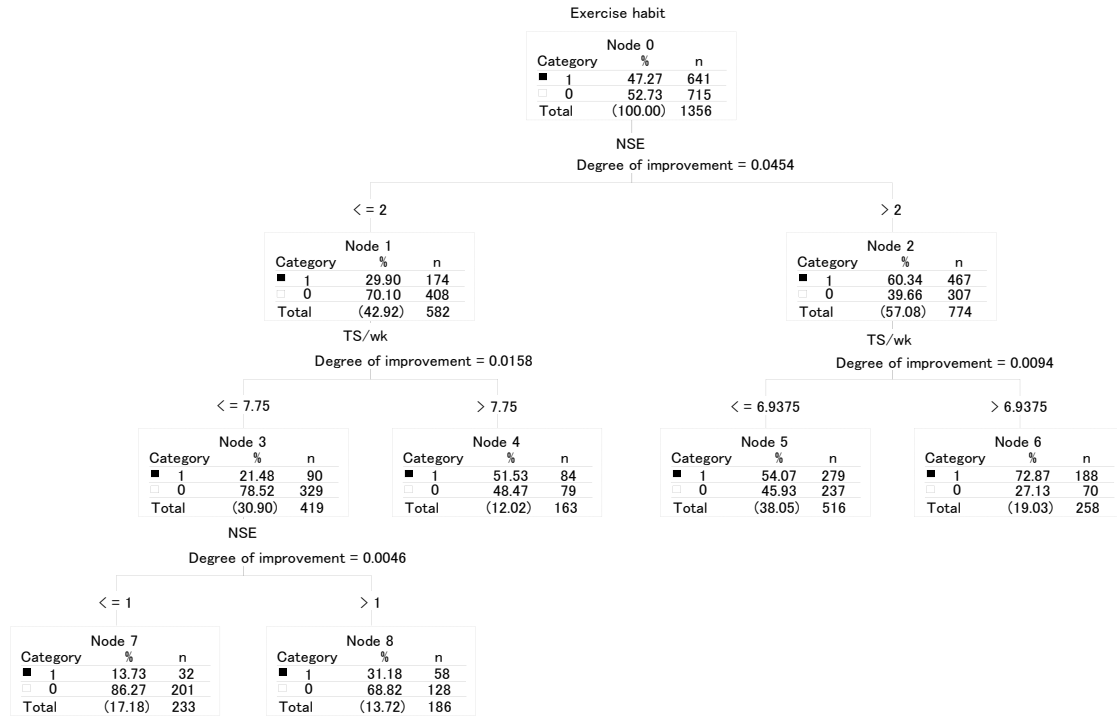 Exercise habit
Node 0
Category % n
1 47.27 641
0 52.73 715
Total (100.00) 1356
NSE
Degree of improvement = 0.0454
<= 2
> 2
Node 1
Category % n
1 29.90 174
0 70.10 408
Total (42.92) 582
Node 2
Category % n
1 60.34 467
0 39.66 307
Total (57.08) 774
TS/wk
Degree of improvement = 0.0158
TS/wk
Degree of improvement = 0.0094
<= 7.75
> 7.75
<= 6.9375
> 6.9375
Node 3
Category % n
1 21.48 90
0 78.52 329
Total (30.90) 419
Node 4
Category % n
1 51.53 84
0 48.47 79
Total (12.02) 163
Node 5
Category % n
1 54.07 279
0 45.93 237
Total (38.05) 516
Node 6
Category % n
1 72.87 188
0 27.13 70
Total (19.03) 258
NSE
Degree of improvement = 0.0046
<= 1
> 1
Node 7
Category % n
1 13.73 32
0 86.27 201
Total (17.18) 233
Node 8
Category % n
1 31.18 58
0 68.82 128
Total (13.72) 186